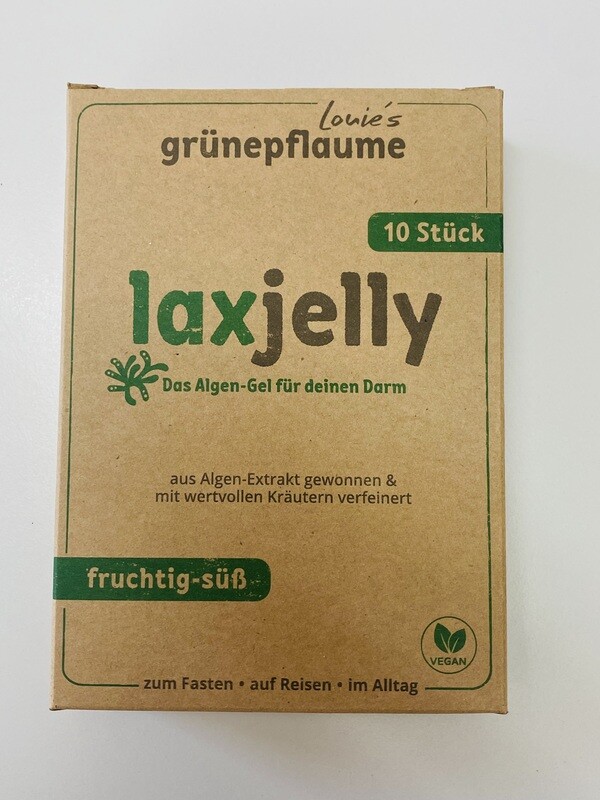 Louie's
grünepflaume
10 Stück
laxjelly
Das Algen-Gel für deinen Darm
aus Algen-Extrakt gewonnen &
mit wertvollen Kräutern verfeinert
fruchtig-süß
VEGAN
zum Fasten • auf Reisen • im Alltag